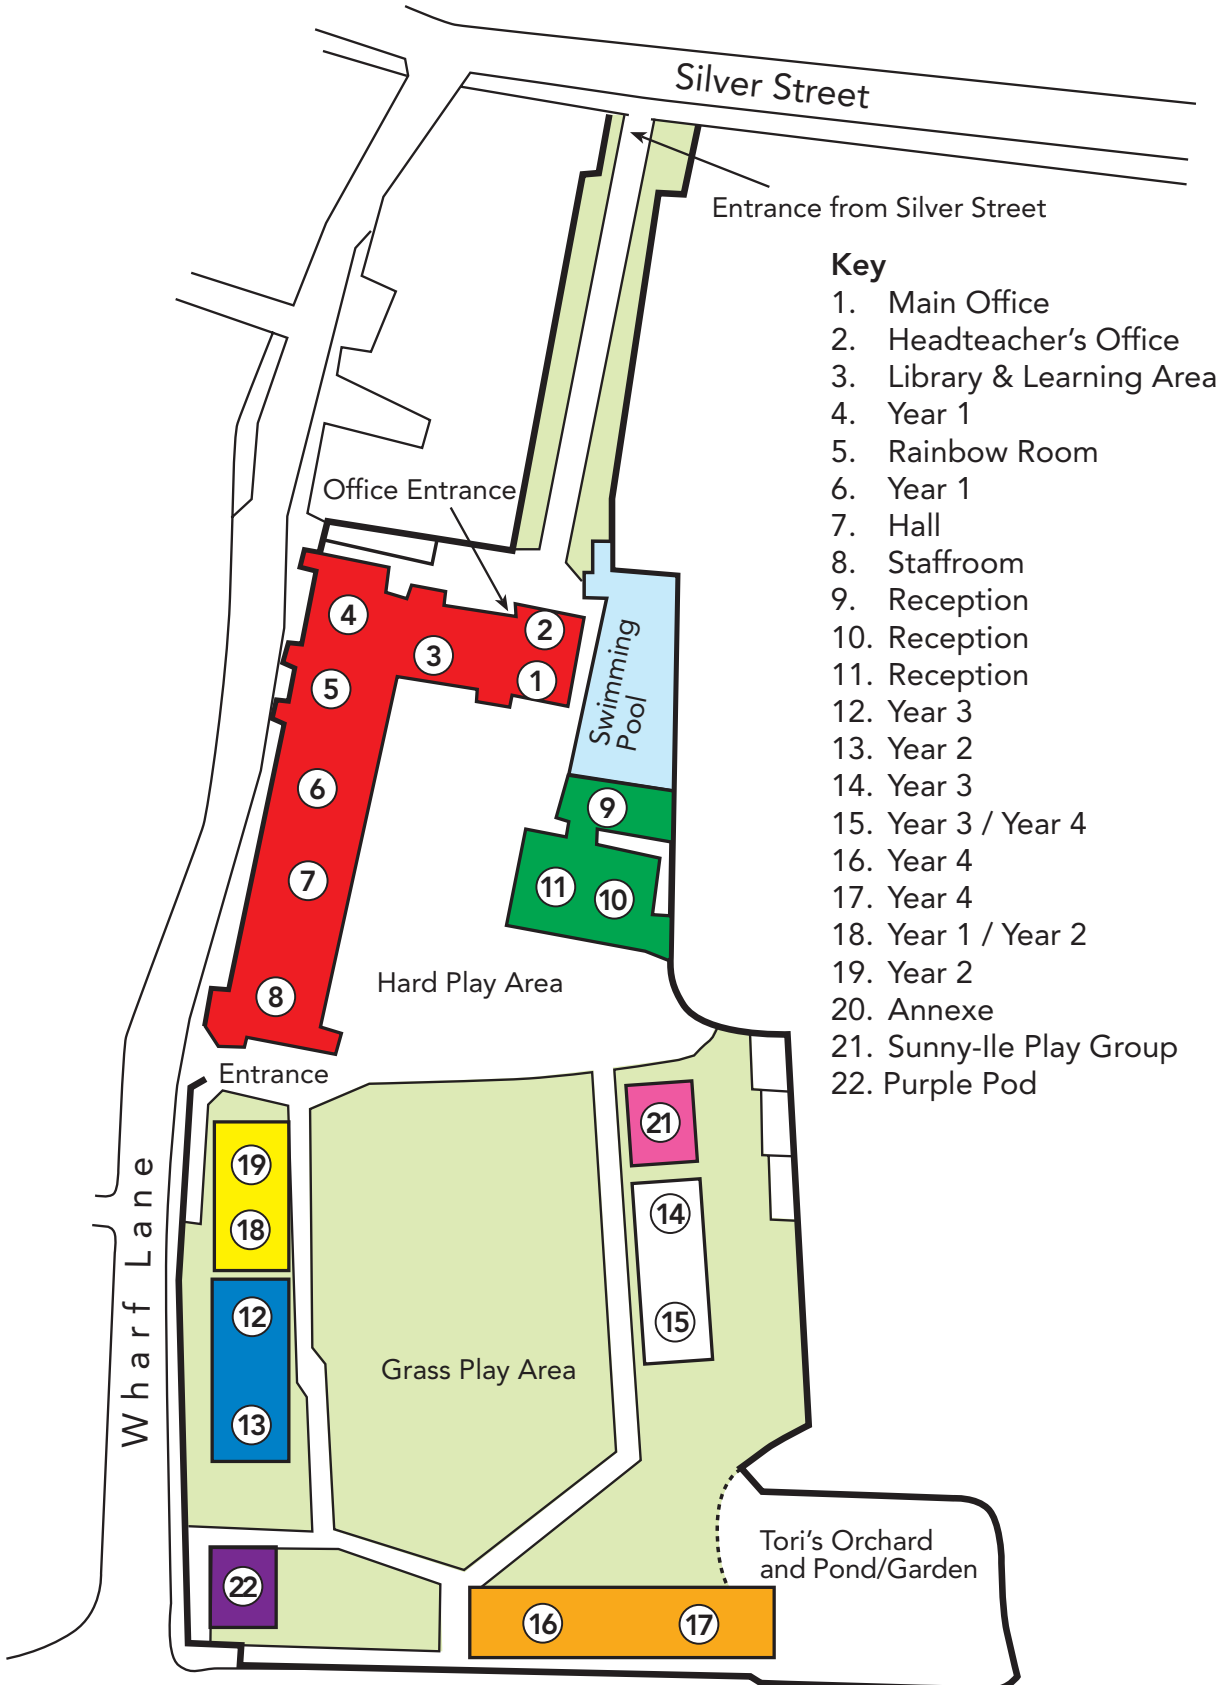 Silver Street
Entrance from Silver Street
Key
1. Main Office
2. Headteacher's Office
3. Library & Learning Area
4. Year 1
5. Rainbow Room
6. Year 1
7. Hall
8. Staffroom
9. Reception
10. Reception
11. Reception
12. Year 3
13. Year 2
14. Year 3
15. Year 3 / Year 4
16. Year 4
17. Year 4
18. Year 1 / Year 2
19. Year 2
20. Annexe
21. Sunny-Ile Play Group
22. Purple Pod
Office Entrance
4
2
3
1
5
Swimming
Pool
6
9
7
11
10
8
Hard Play Area
Entrance
21
19
14
18
Wharf Lane
12
15
Grass Play Area
13
Tori's Orchard
and Pond/Garden
22
16
17